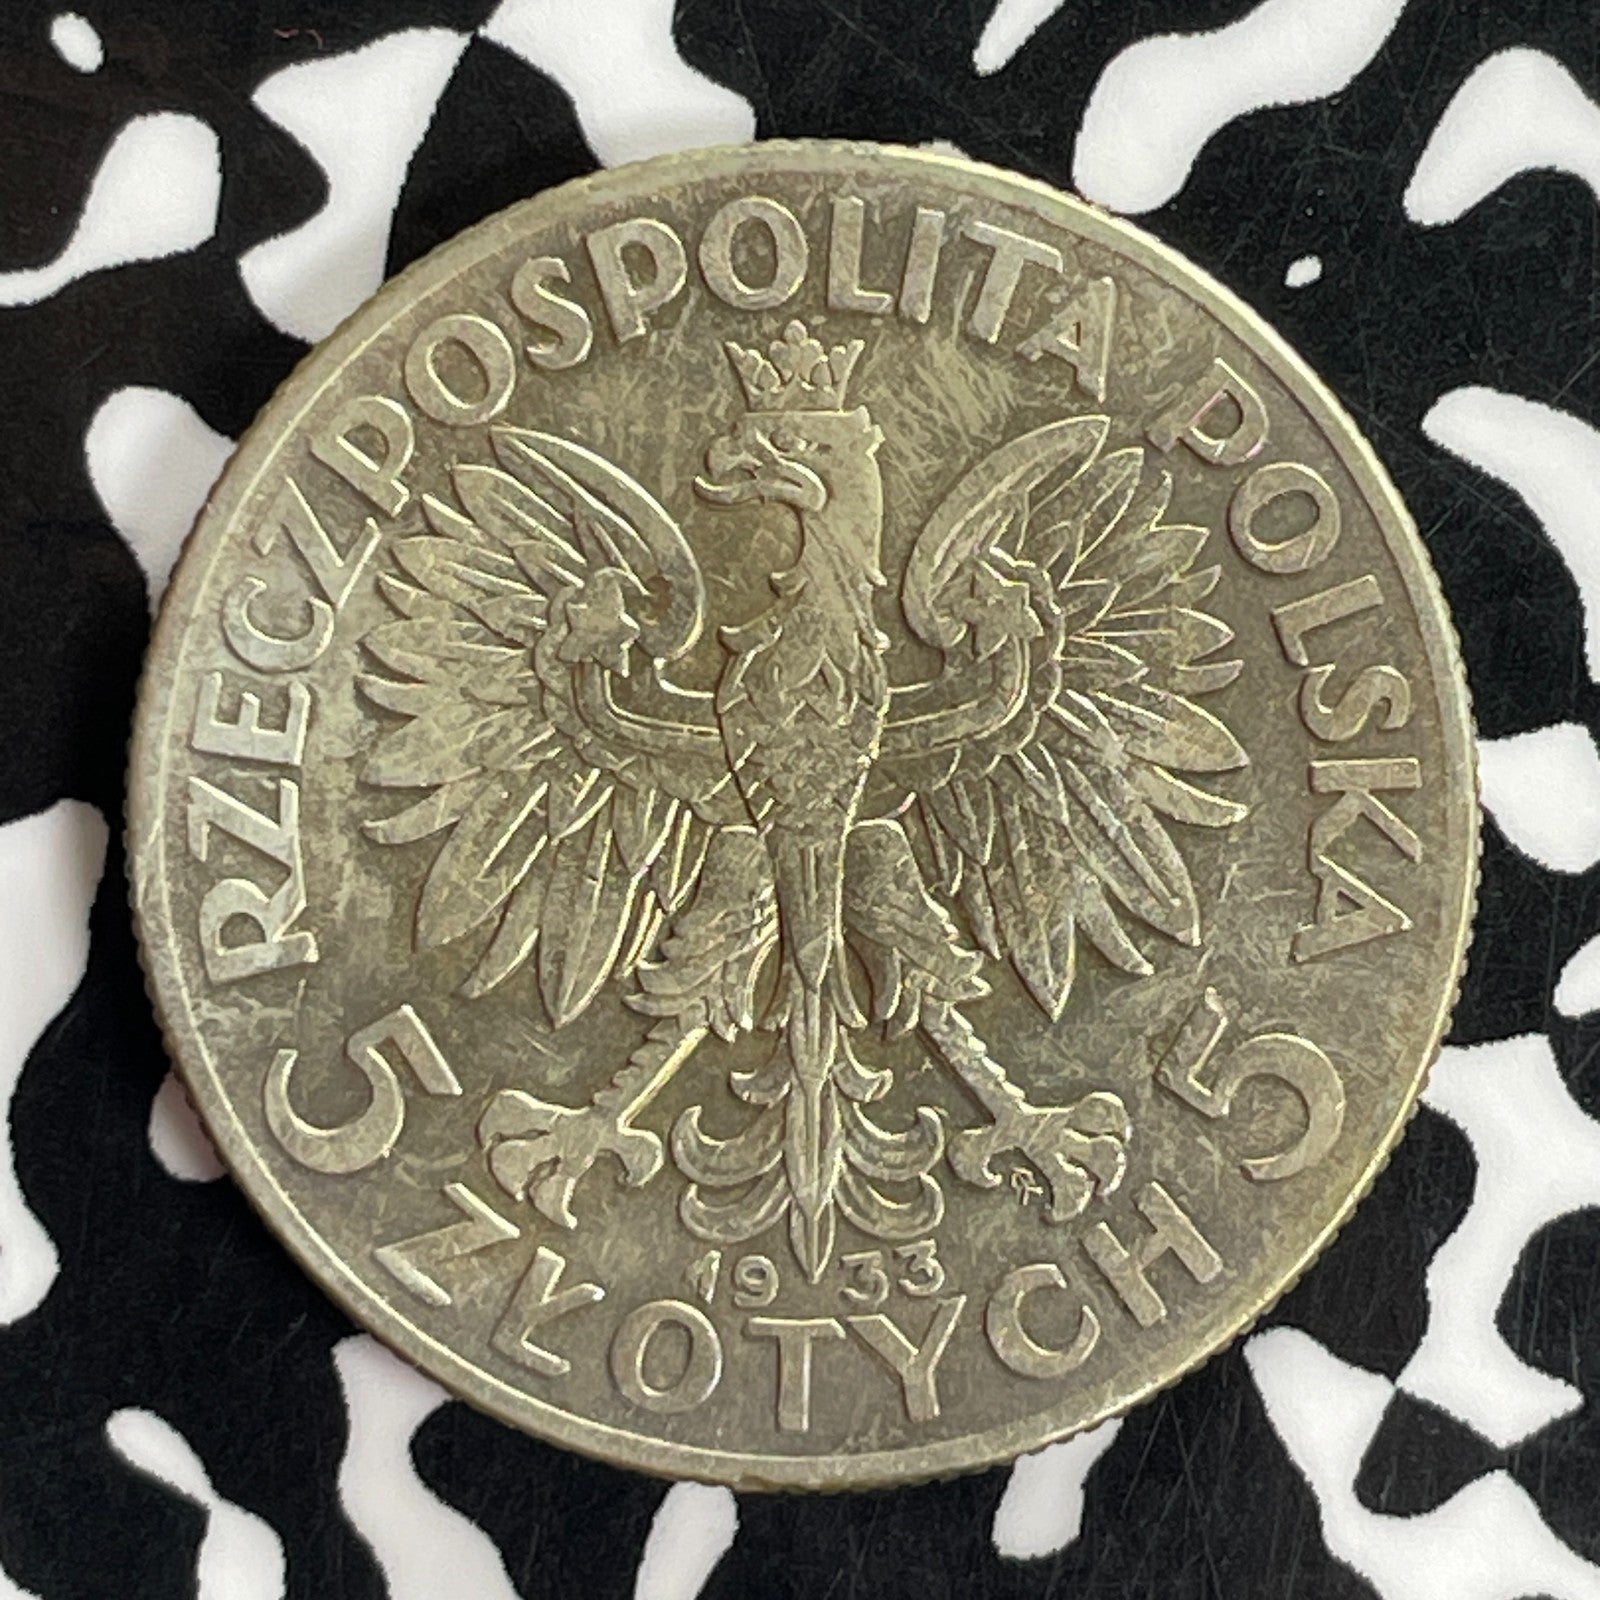 RZECZPOSPOLITA POLSKA
5 5
1933
ZŁOTYCH